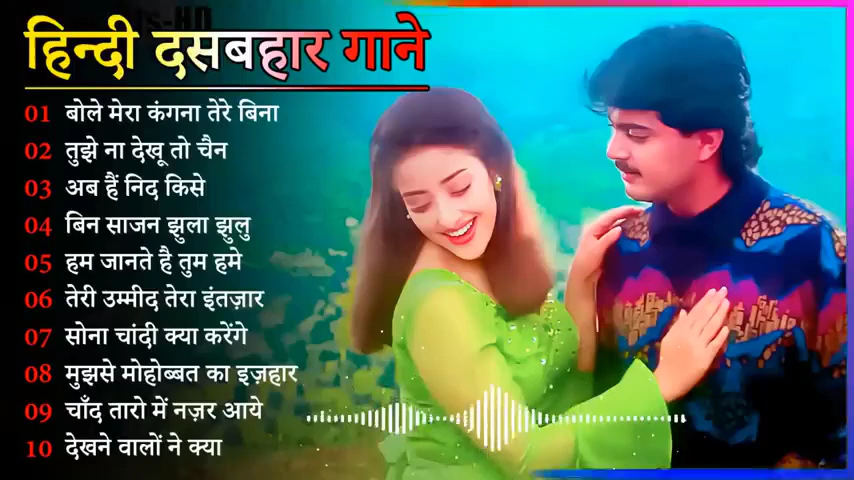 हिन्दी दसबहार गाने
01 बोले मेरा कंगना तेरे बिना
02 तुझे ना देखू तो चैन
03 अब हैं निद किसे
04 बिन साजन झुला झुलु
05 हम जानते है तुम हमे
06 तेरी उम्मीद तेरा इंतज़ार
07 सोना चांदी क्या करेंगे
08 मुझसे मोहोब्बत का इज़हार
09 चाँद तारो में नज़र आये
10 देखने वालों ने क्या